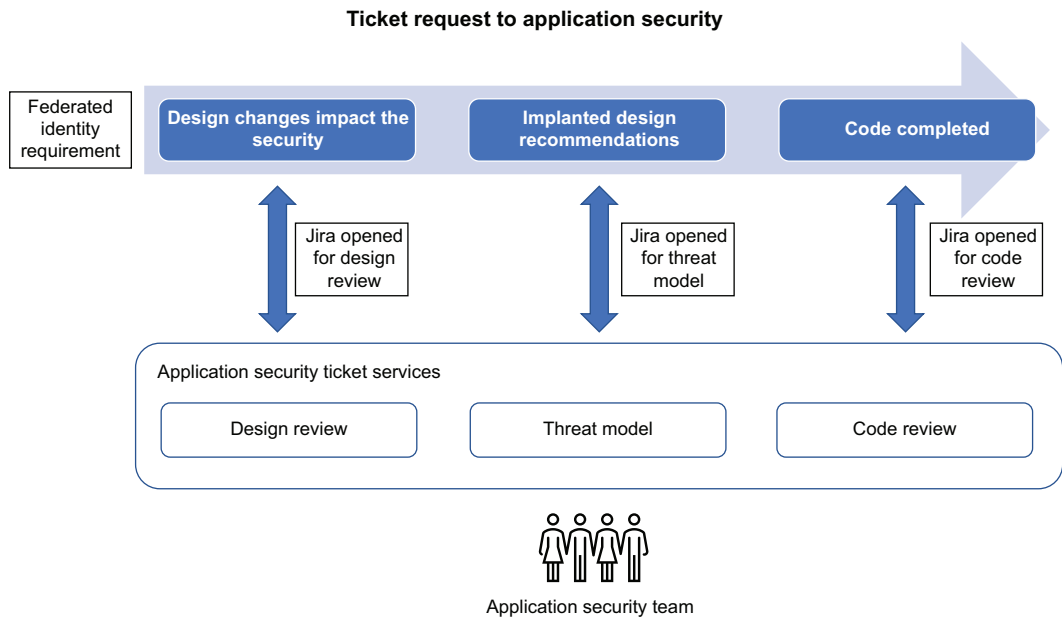 Ticket request to application security
Federated
identity
requirement
Design changes impact the
security
Implanted design
recommendations
Code completed
Jira opened
for design
review
Jira opened
for threat
model
Jira opened
for code
review
Application security ticket services
Design review
Threat model
Code review
Application security team